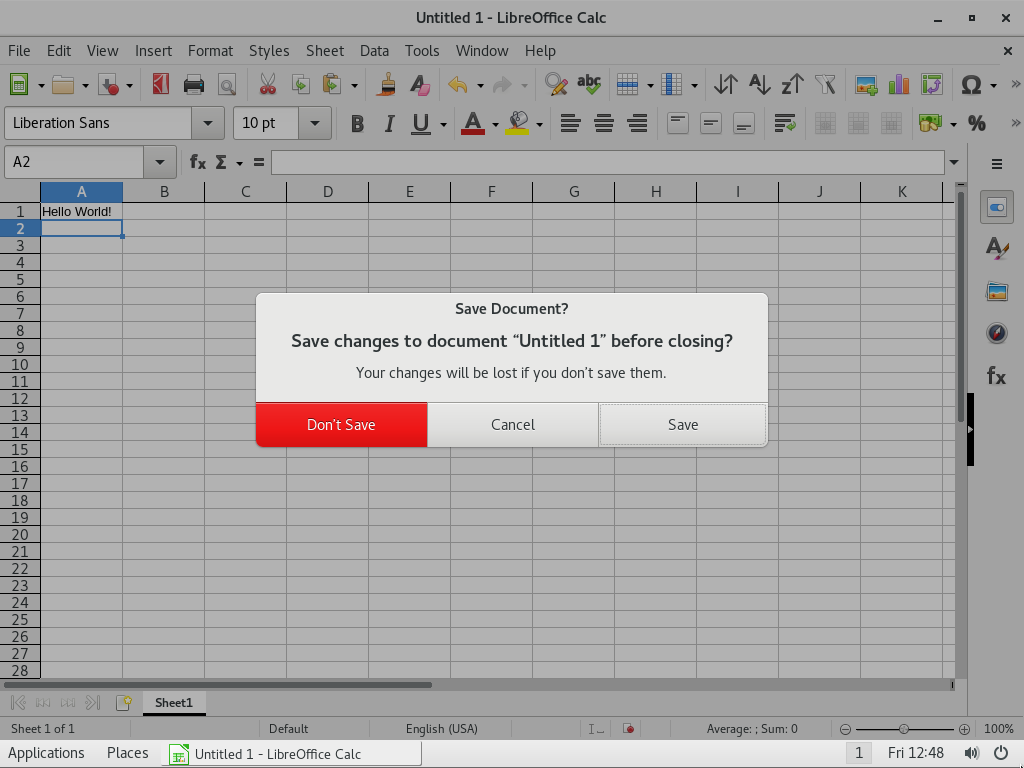 Untitled 1 - LibreOffice Calc
File Edit View Insert Format Styles Sheet Data Tools Window Help
abc
Liberation Sans 10 pt B I U A %
A2 fx Σ =
A B C D E F G H I J K
1 Hello World!
2
3
4
5
6
7
8
9
10
11
12
13
14
15
16
17
18
19
20
21
22
23
24
25
26
27
28
fx
Save Document?
Save changes to document “Untitled 1” before closing?
Your changes will be lost if you don’t save them.
Don’t Save Cancel Save
Sheet1
Sheet 1 of 1 Default English (USA) Average: ; Sum: 0 100%
Applications Places Untitled 1 - LibreOffice Calc 1 Fri 12:48